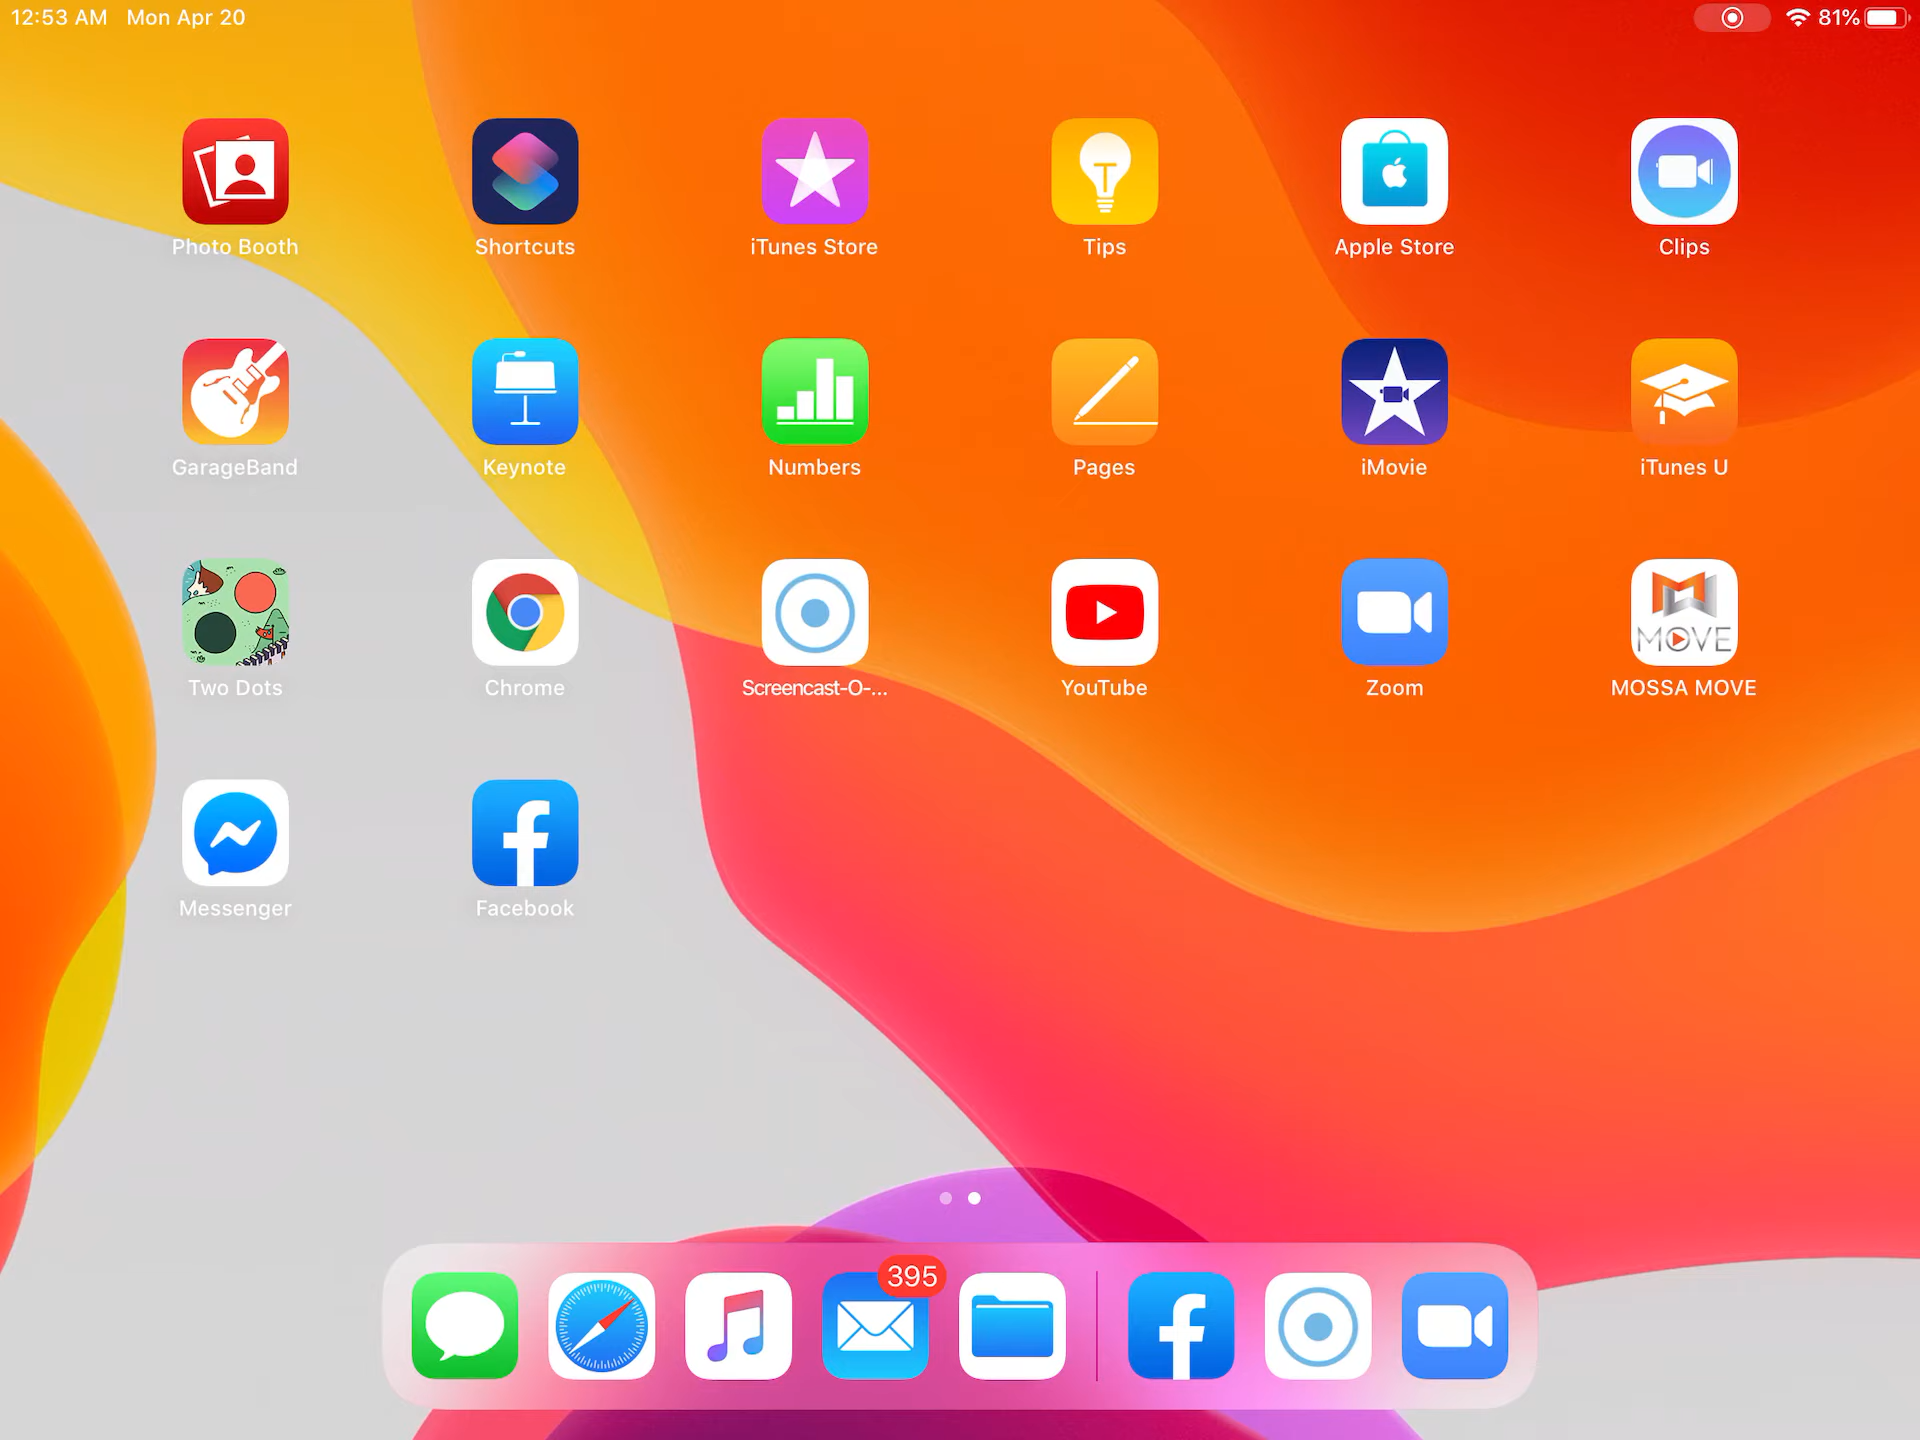 12:53 AM Mon Apr 20
81%
Photo Booth
Shortcuts
iTunes Store
Tips
Apple Store
Clips
GarageBand
Keynote
Numbers
Pages
iMovie
iTunes U
MOVE
Two Dots
Chrome
Screencast-O-...
YouTube
Zoom
MOSSA MOVE
Messenger
Facebook
395